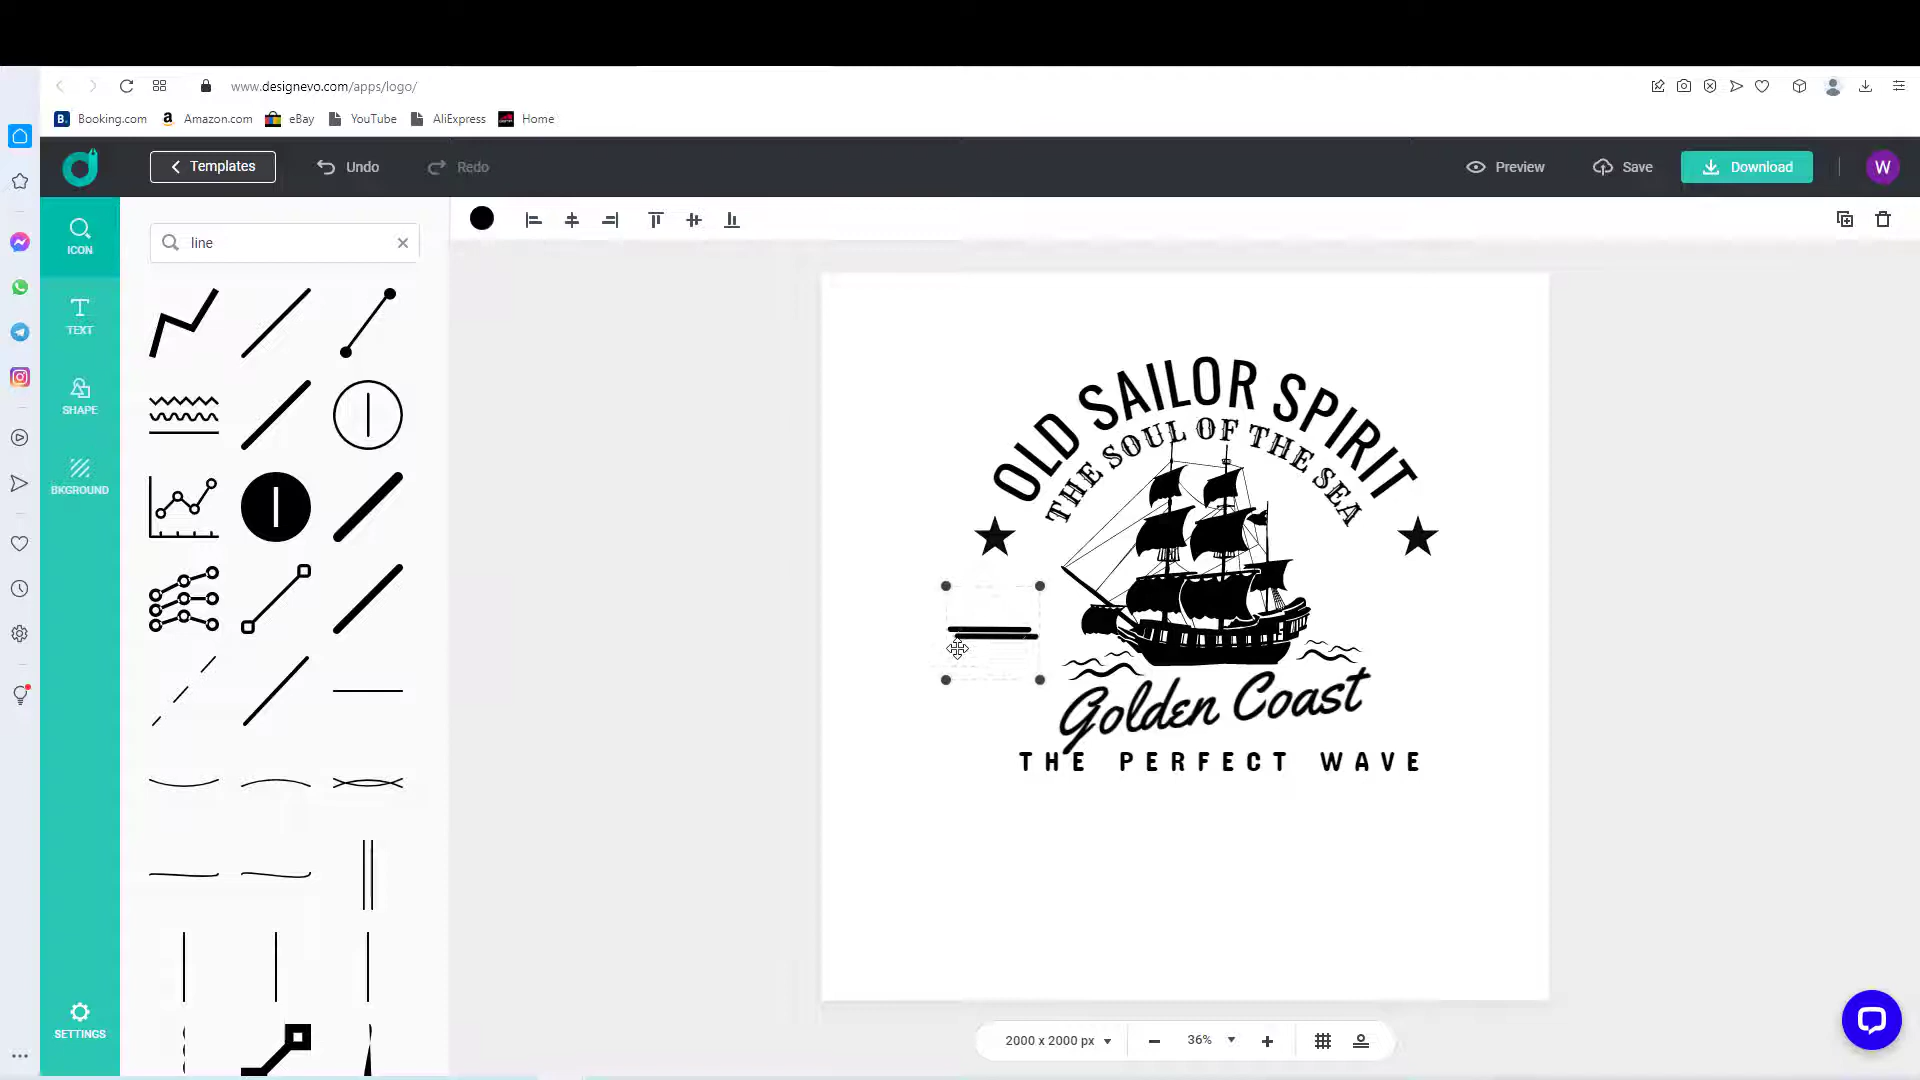 www.designevo.com/apps/logo/
B. Booking.com
Amazon.com
eBay
YouTube
AliExpress
Home
Templates
Undo
Redo
Preview
Save
Download
W
ICON
TEXT
SHAPE
BKGROUND
SETTINGS
line
OLD SAILOR SPIRIT
THE SOUL OF THE SEA
Golden Coast
THE PERFECT WAVE
2000 x 2000 px
36%